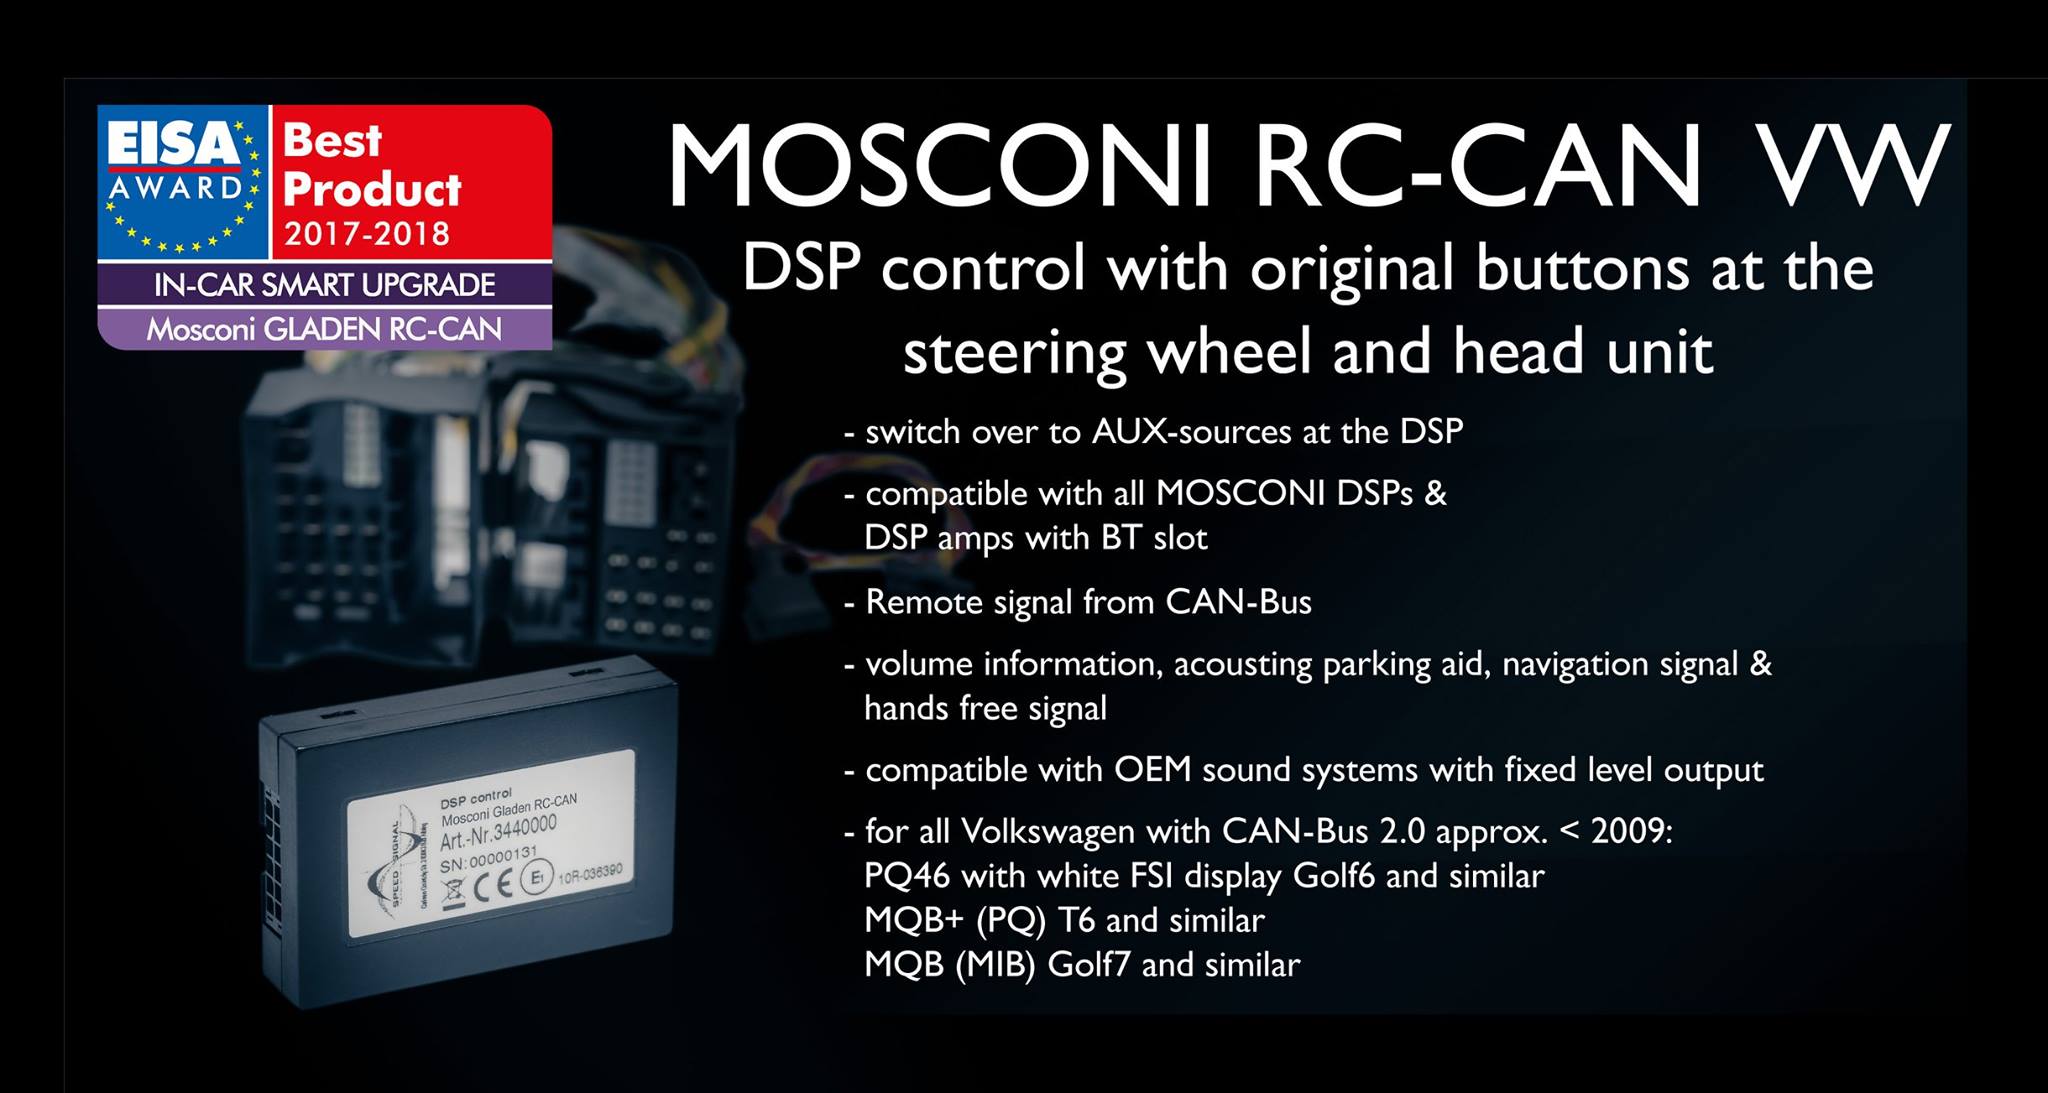 EISA
AWARD
Best
Product
2017-2018
IN-CAR SMART UPGRADE
Mosconi GLADEN RC-CAN
MOSCONI RC-CAN VW
DSP control with original buttons at the
steering wheel and head unit
- switch over to AUX-sources at the DSP
- compatible with all MOSCONI DSPs &
DSP amps with BT slot
- Remote signal from CAN-Bus
- volume information, acousting parking aid, navigation signal &
hands free signal
- compatible with OEM sound systems with fixed level output
- for all Volkswagen with CAN-Bus 2.0 approx. < 2009:
PQ46 with white FSI display Golf6 and similar
MQB+ (PQ) T6 and similar
MQB (MIB) Golf7 and similar
DSP control
Mosconi Gladen RC-CAN
Art.-Nr.3440000
SN: 00000131
CE E1 10R-036390
SPEED SIGNAL